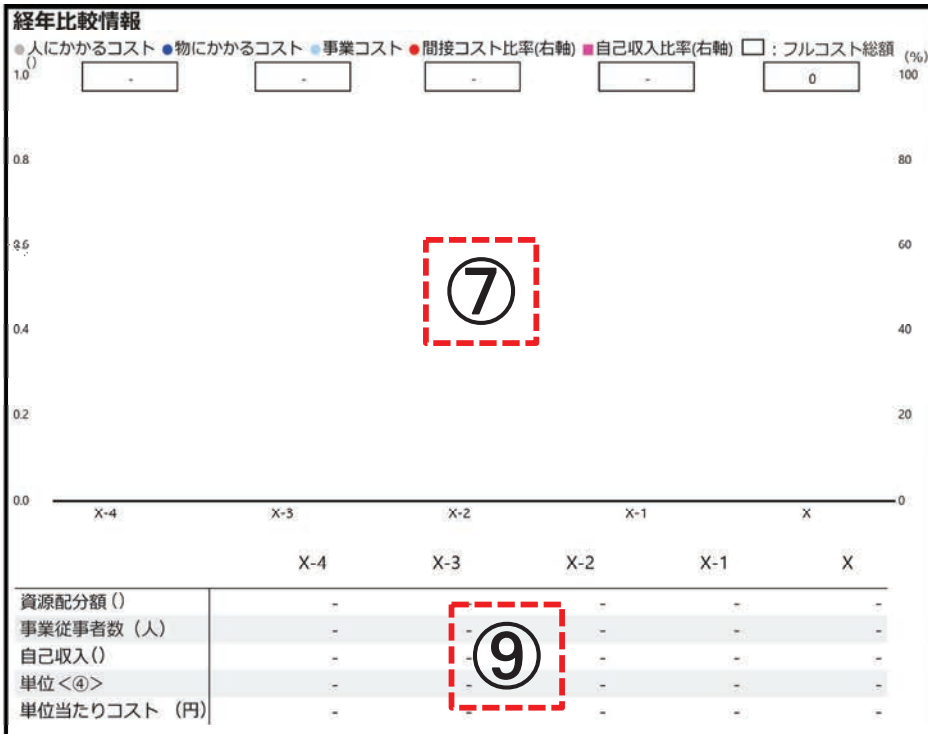 経年比較情報
●人にかかるコスト ●物にかかるコスト ●事業コスト ●間接コスト比率(右軸) ■自己収入比率(右軸) □：フルコスト総額
() (%)
1.0 - - - - 0 100
0.8 80
0.6 60
⑦
0.4 40
0.2 20
0.0 0
X-4 X-3 X-2 X-1 X
X-4 X-3 X-2 X-1 X
資源配分額() - - - - -
事業従事者数（人） - - - - -
自己収入() - - - - -
⑨
単位<④> - - - - -
単位当たりコスト （円） - - - - -